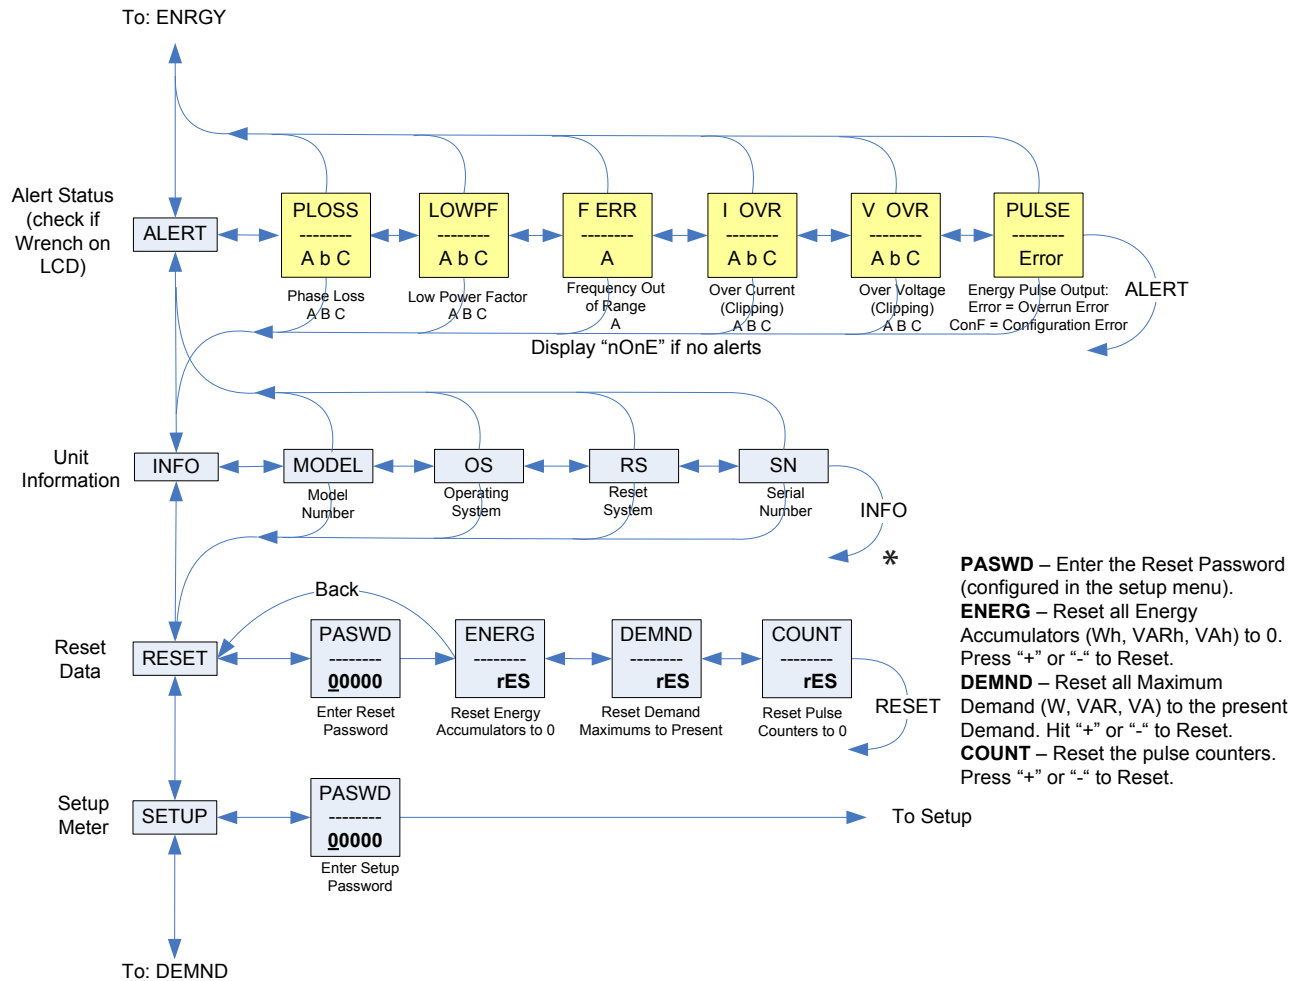 To: ENRGY
Alert Status
(check if
Wrench on
LCD)
ALERT
PLOSS
--------
A b C
Phase Loss
A B C
LOWPF
--------
A b C
Low Power Factor
A B C
F ERR
--------
A
Frequency Out
of Range
A
I OVR
--------
A b C
Over Current
(Clipping)
A B C
V OVR
--------
A b C
Over Voltage
(Clipping)
A B C
PULSE
--------
Error
Energy Pulse Output:
Error = Overrun Error
ConF = Configuration Error
ALERT
Display “nOnE” if no alerts
Unit
Information
INFO
MODEL
Model
Number
OS
Operating
System
RS
Reset
System
SN
Serial
Number
INFO
*
Back
Reset
Data
RESET
PASWD
--------
00000
Enter Reset
Password
ENERG
--------
rES
Reset Energy
Accumulators to 0
DEMND
--------
rES
Reset Demand
Maximums to Present
COUNT
--------
rES
Reset Pulse
Counters to 0
RESET
PASWD – Enter the Reset Password
(configured in the setup menu).
ENERG – Reset all Energy
Accumulators (Wh, VARh, VAh) to 0.
Press “+” or “-“ to Reset.
DEMND – Reset all Maximum
Demand (W, VAR, VA) to the present
Demand. Hit “+” or “-“ to Reset.
COUNT – Reset the pulse counters.
Press “+” or “-“ to Reset.
Setup
Meter
SETUP
PASWD
--------
00000
Enter Setup
Password
To Setup
To: DEMND